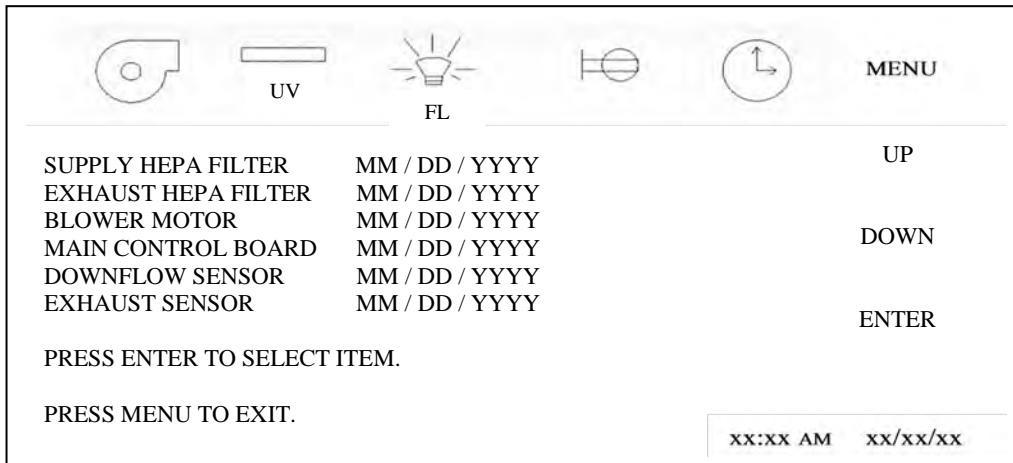 UV
FL
MENU
SUPPLY HEPA FILTER MM / DD / YYYY
EXHAUST HEPA FILTER MM / DD / YYYY
BLOWER MOTOR MM / DD / YYYY
MAIN CONTROL BOARD MM / DD / YYYY
DOWNFLOW SENSOR MM / DD / YYYY
EXHAUST SENSOR MM / DD / YYYY
PRESS ENTER TO SELECT ITEM.
PRESS MENU TO EXIT.
UP
DOWN
ENTER
xx:xx AM xx/xx/xx